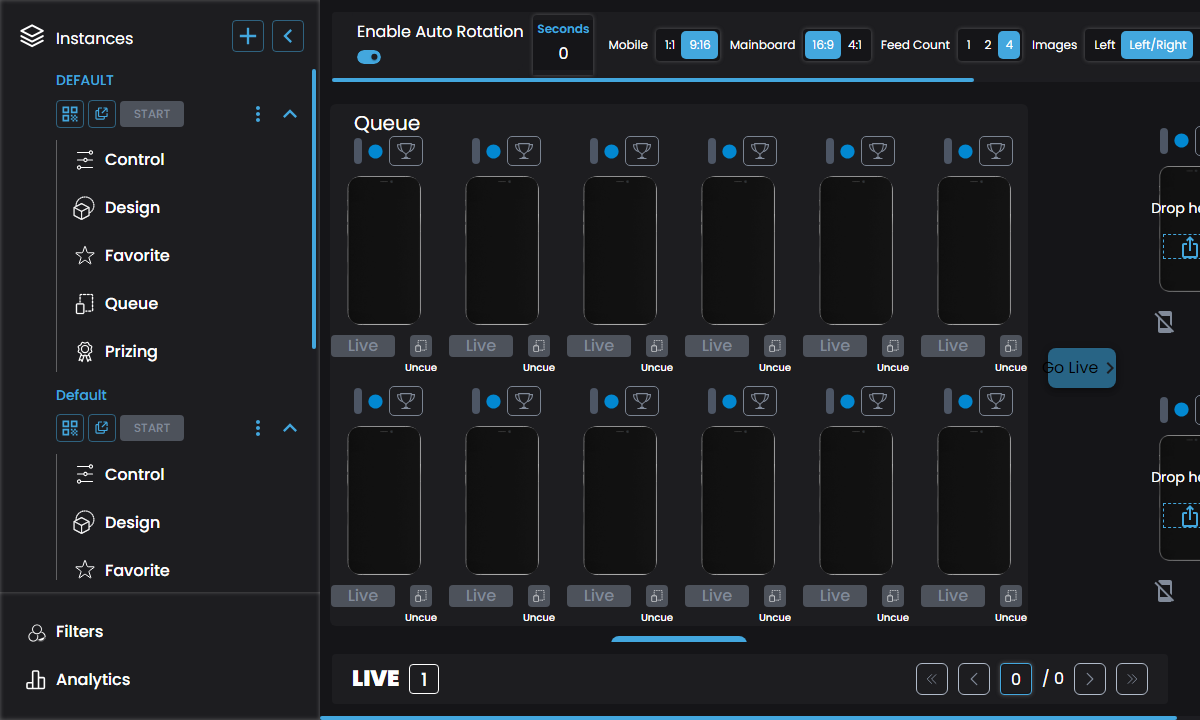 Instances
DEFAULT
START
Control
Design
Favorite
Queue
Prizing
Default
START
Control
Design
Favorite
Filters
Analytics
Enable Auto Rotation
Seconds
0
Mobile 1:1 9:16 Mainboard 16:9 4:1 Feed Count 1 2 4 Images Left Left/Right
Queue
Live Live Live Live Live Live
Uncue Uncue Uncue Uncue Uncue Uncue
Live Live Live Live Live Live
Uncue Uncue Uncue Uncue Uncue Uncue
Go Live
Drop he
Drop he
LIVE 1
0 / 0